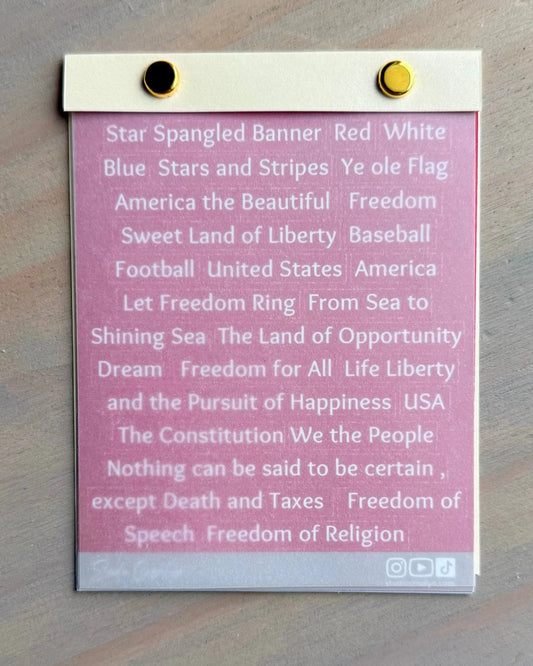 Star Spangled Banner Red White
Blue Stars and Stripes Ye ole Flag
America the Beautiful Freedom
Sweet Land of Liberty Baseball
Football United States America
Let Freedom Ring From Sea to
Shining Sea The Land of Opportunity
Dream Freedom for All Life Liberty
and the Pursuit of Happiness USA
The Constitution We the People
Nothing can be said to be certain ,
except Death and Taxes Freedom of
Speech Freedom of Religion